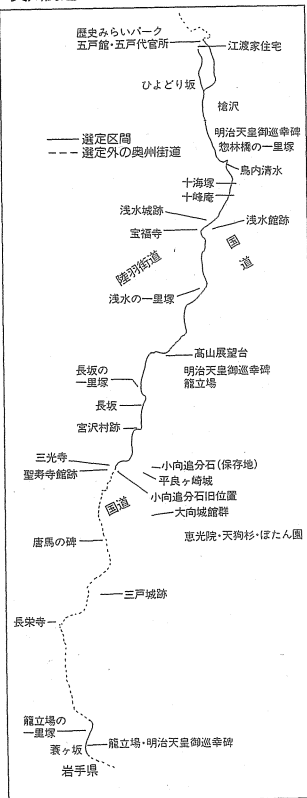 歴史みらいパーク
五戸館・五戸代官所
江渡家住宅
ひよどり坂
槍沢
明治天皇御巡幸碑
惣林橋の一里塚
選定区間
選定外の奥州街道
鳥内清水
十海塚
十峰庵
浅水城跡
浅水館跡
宝福寺
国道
陸羽街道
浅水の一里塚
高山展望台
明治天皇御巡幸碑
籠立場
長坂の
一里塚
長坂
宮沢村跡
三光寺
聖寿寺館跡
小向追分石(保存地)
平良ヶ崎城
小向追分石旧位置
国道
大向城館群
恵光院・天狗杉・ぼたん園
唐馬の碑
三戸城跡
長栄寺
籠立場の
一里塚
蓑ヶ坂
籠立場・明治天皇御巡幸碑
岩手県